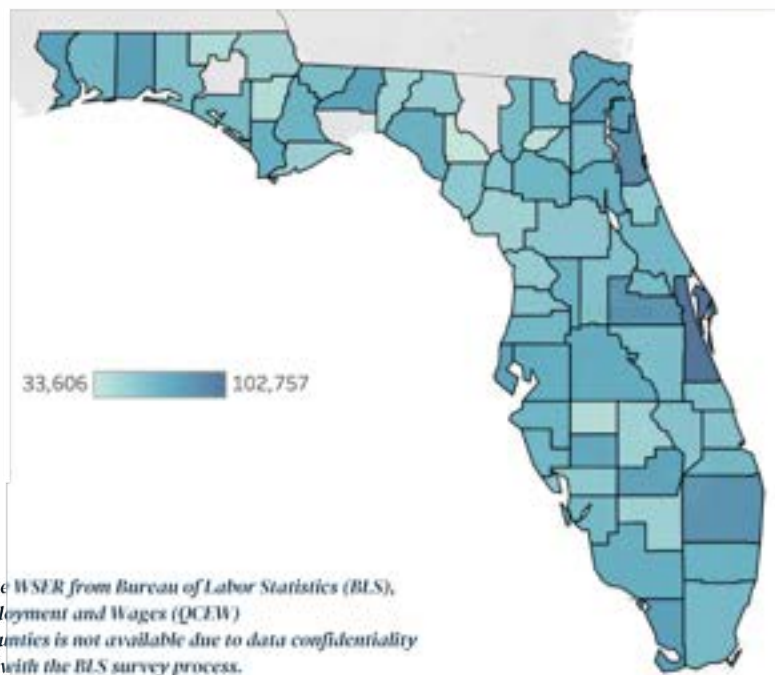 33,606 102,757
e WSER from Bureau of Labor Statistics (BLS),
loyment and Wages (QCEW)
unties is not available due to data confidentiality
with the BLS survey process.